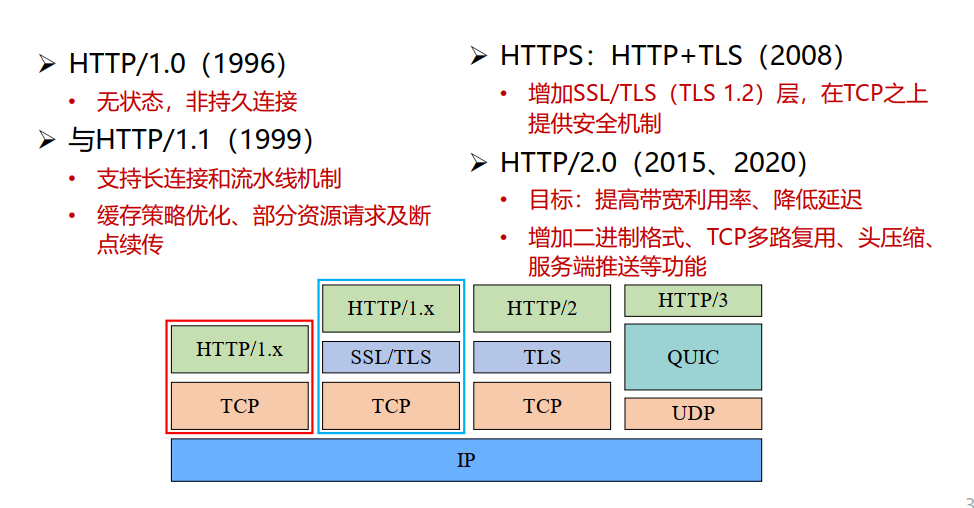 ➢ HTTP/1.0（1996）
• 无状态，非持久连接
➢ 与HTTP/1.1（1999）
• 支持长连接和流水线机制
• 缓存策略优化、部分资源请求及断
点续传
➢ HTTPS：HTTP+TLS（2008）
• 增加SSL/TLS（TLS 1.2）层，在TCP之上
提供安全机制
➢ HTTP/2.0（2015、2020）
• 目标：提高带宽利用率、降低延迟
• 增加二进制格式、TCP多路复用、头压缩、
服务端推送等功能
HTTP/1.x
TCP
HTTP/1.x
SSL/TLS
TCP
HTTP/2
TLS
TCP
HTTP/3
QUIC
UDP
IP
3